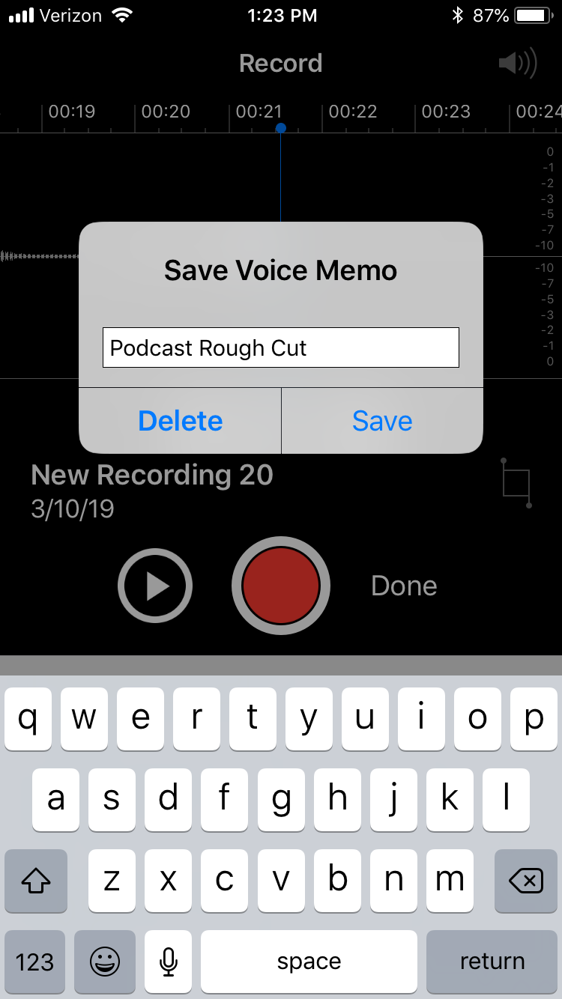 Verizon 1:23 PM 87%
Record
00:19 00:20 00:21 00:22 00:23 00:24
0
-1
-2
-3
-5
-7
-10
-10
-7
-5
-3
-2
-1
0
Save Voice Memo
Podcast Rough Cut
Delete Save
New Recording 20
3/10/19
Done
q w e r t y u i o p
a s d f g h j k l
z x c v b n m
123 space return